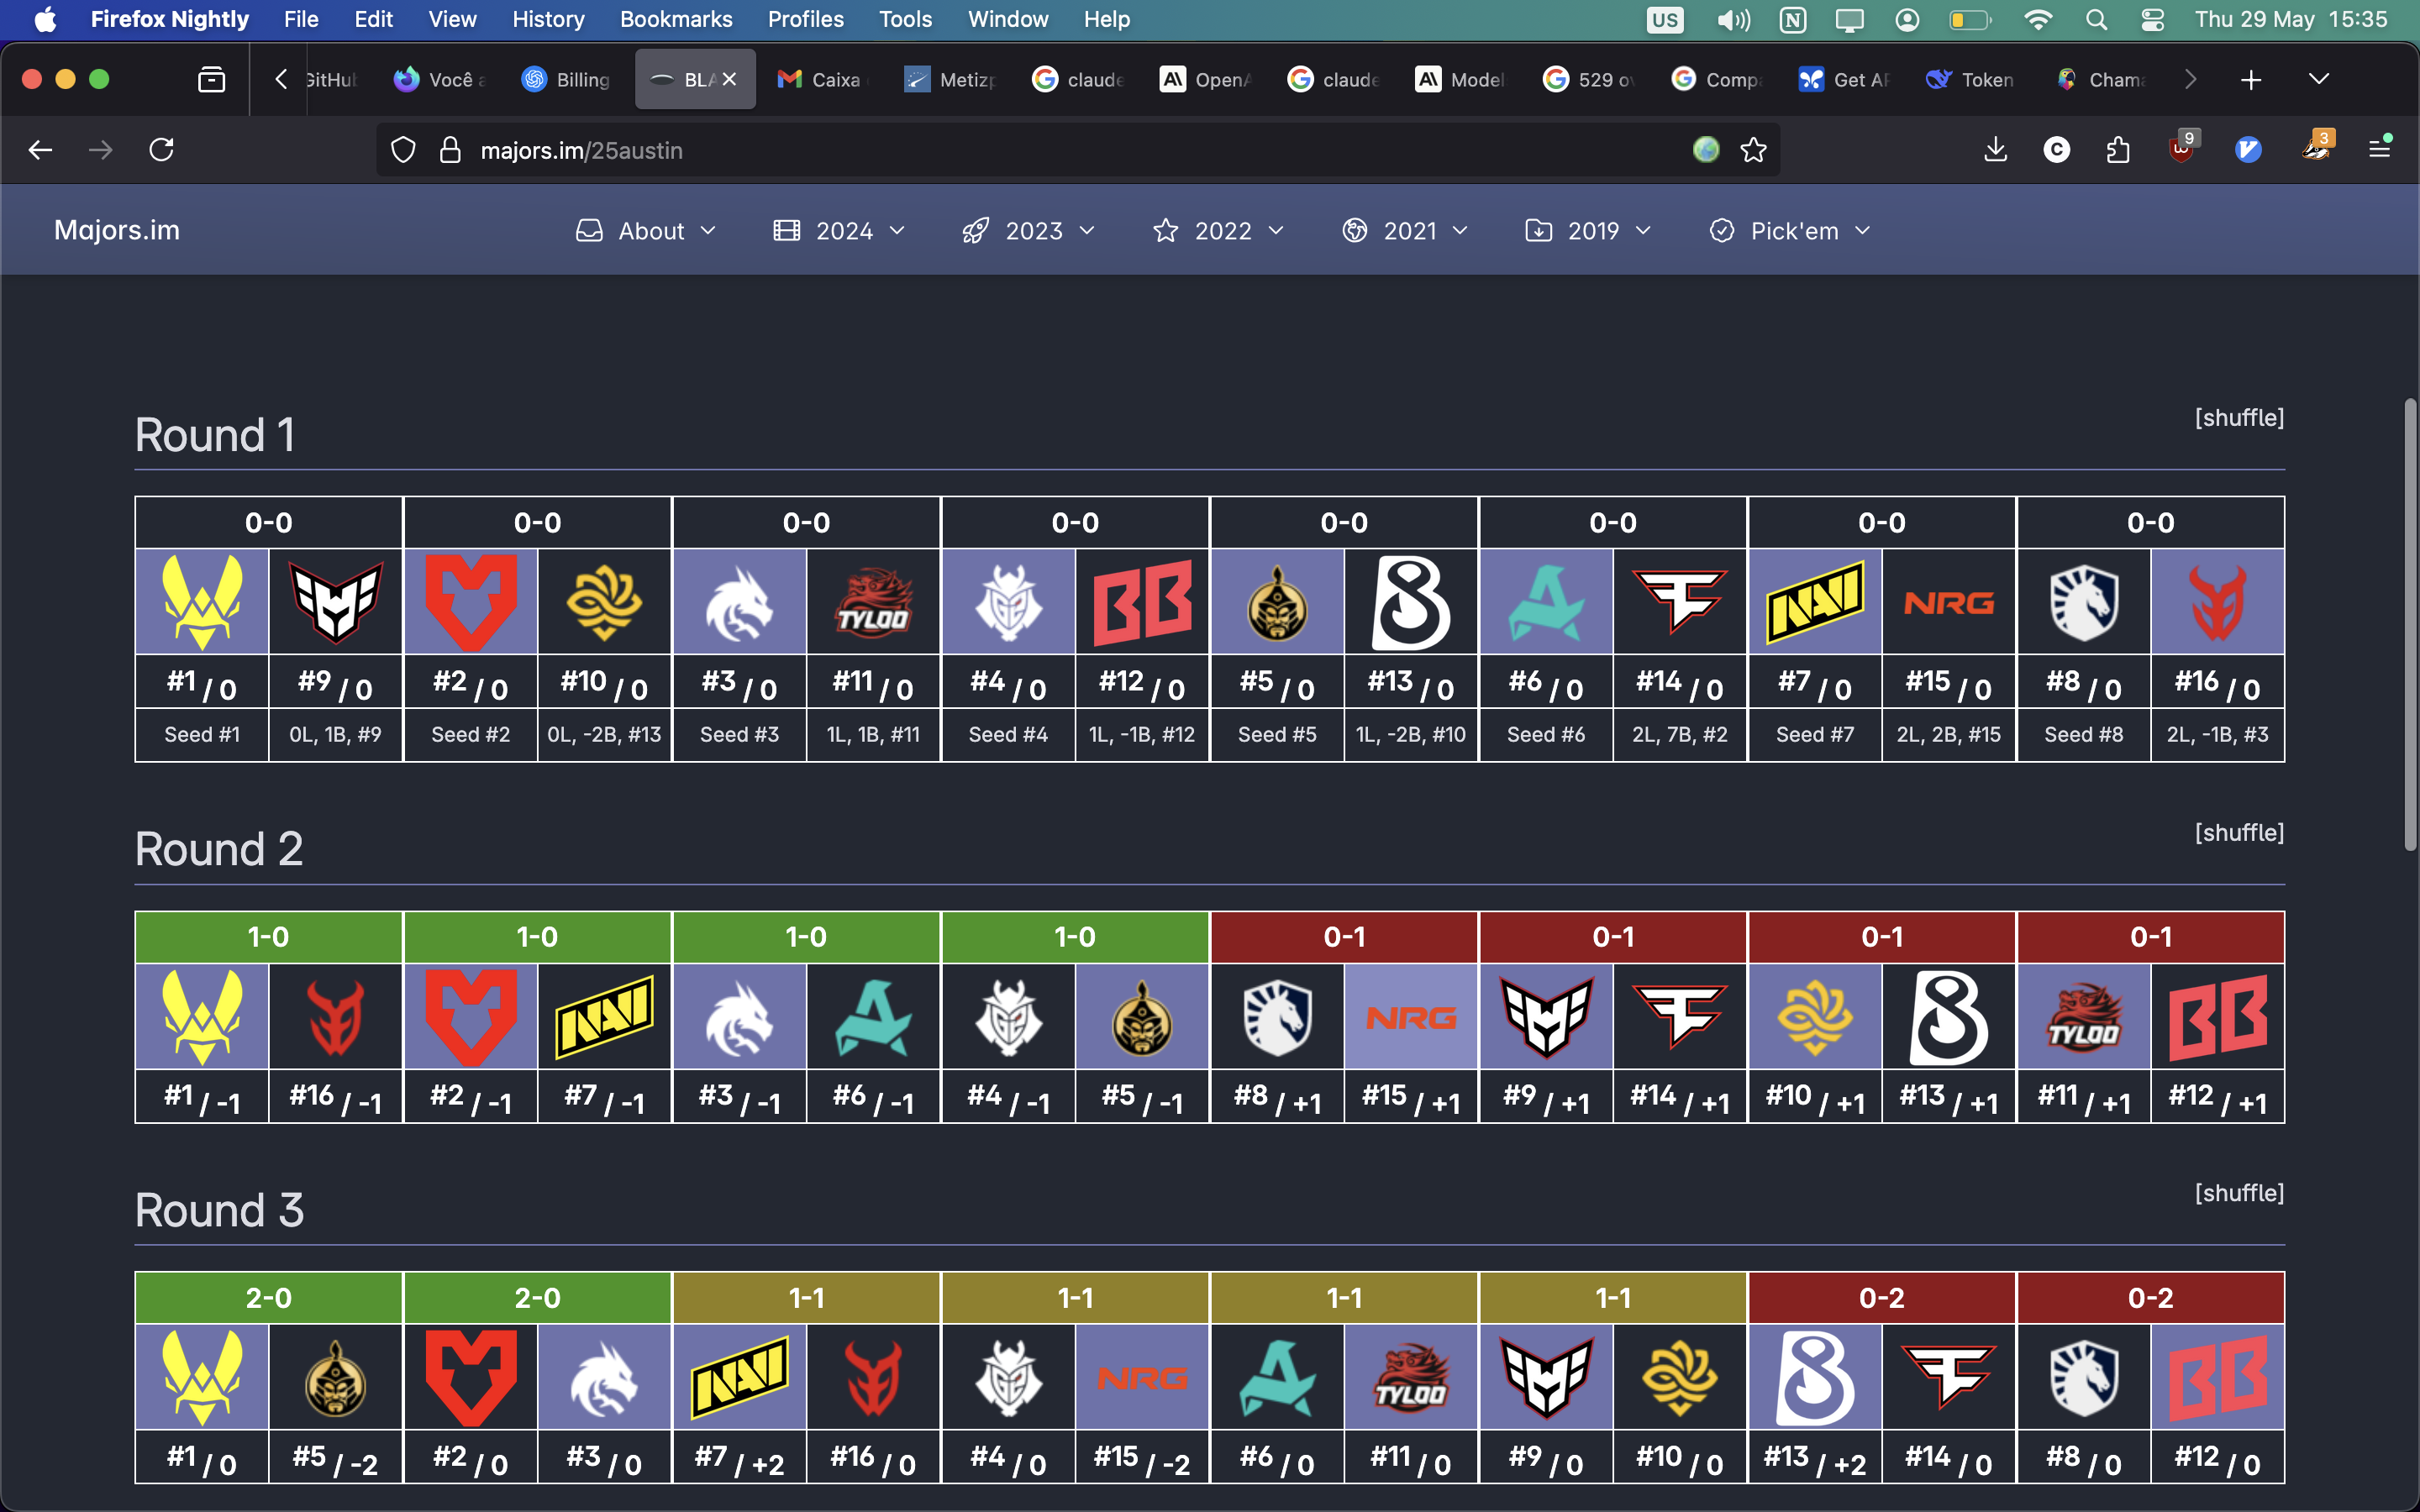 Firefox Nightly File Edit View History Bookmarks Profiles Tools Window Help US N Thu 29 May 15:35
GitHub Você a Billing BLA Caixa Metizp claude OpenA claude Model 529 ov Compa Get AP Token Chama
majors.im/25austin C 9 3
Majors.im About 2024 2023 2022 2021 2019 Pick'em
Round 1 [shuffle]
0-0 0-0 0-0 0-0 0-0 0-0 0-0 0-0
TYLOO BB NAVI NRG
#1 / 0 #9 / 0 #2 / 0 #10 / 0 #3 / 0 #11 / 0 #4 / 0 #12 / 0 #5 / 0 #13 / 0 #6 / 0 #14 / 0 #7 / 0 #15 / 0 #8 / 0 #16 / 0
Seed #1 0L, 1B, #9 Seed #2 0L, -2B, #13 Seed #3 1L, 1B, #11 Seed #4 1L, -1B, #12 Seed #5 1L, -2B, #10 Seed #6 2L, 7B, #2 Seed #7 2L, 2B, #15 Seed #8 2L, -1B, #3
Round 2 [shuffle]
1-0 1-0 1-0 1-0 0-1 0-1 0-1 0-1
NAVI NRG TYLOO BB
#1 / -1 #16 / -1 #2 / -1 #7 / -1 #3 / -1 #6 / -1 #4 / -1 #5 / -1 #8 / +1 #15 / +1 #9 / +1 #14 / +1 #10 / +1 #13 / +1 #11 / +1 #12 / +1
Round 3 [shuffle]
2-0 2-0 1-1 1-1 1-1 1-1 0-2 0-2
NAVI NRG TYLOO BB
#1 / 0 #5 / -2 #2 / 0 #3 / 0 #7 / +2 #16 / 0 #4 / 0 #15 / -2 #6 / 0 #11 / 0 #9 / 0 #10 / 0 #13 / +2 #14 / 0 #8 / 0 #12 / 0